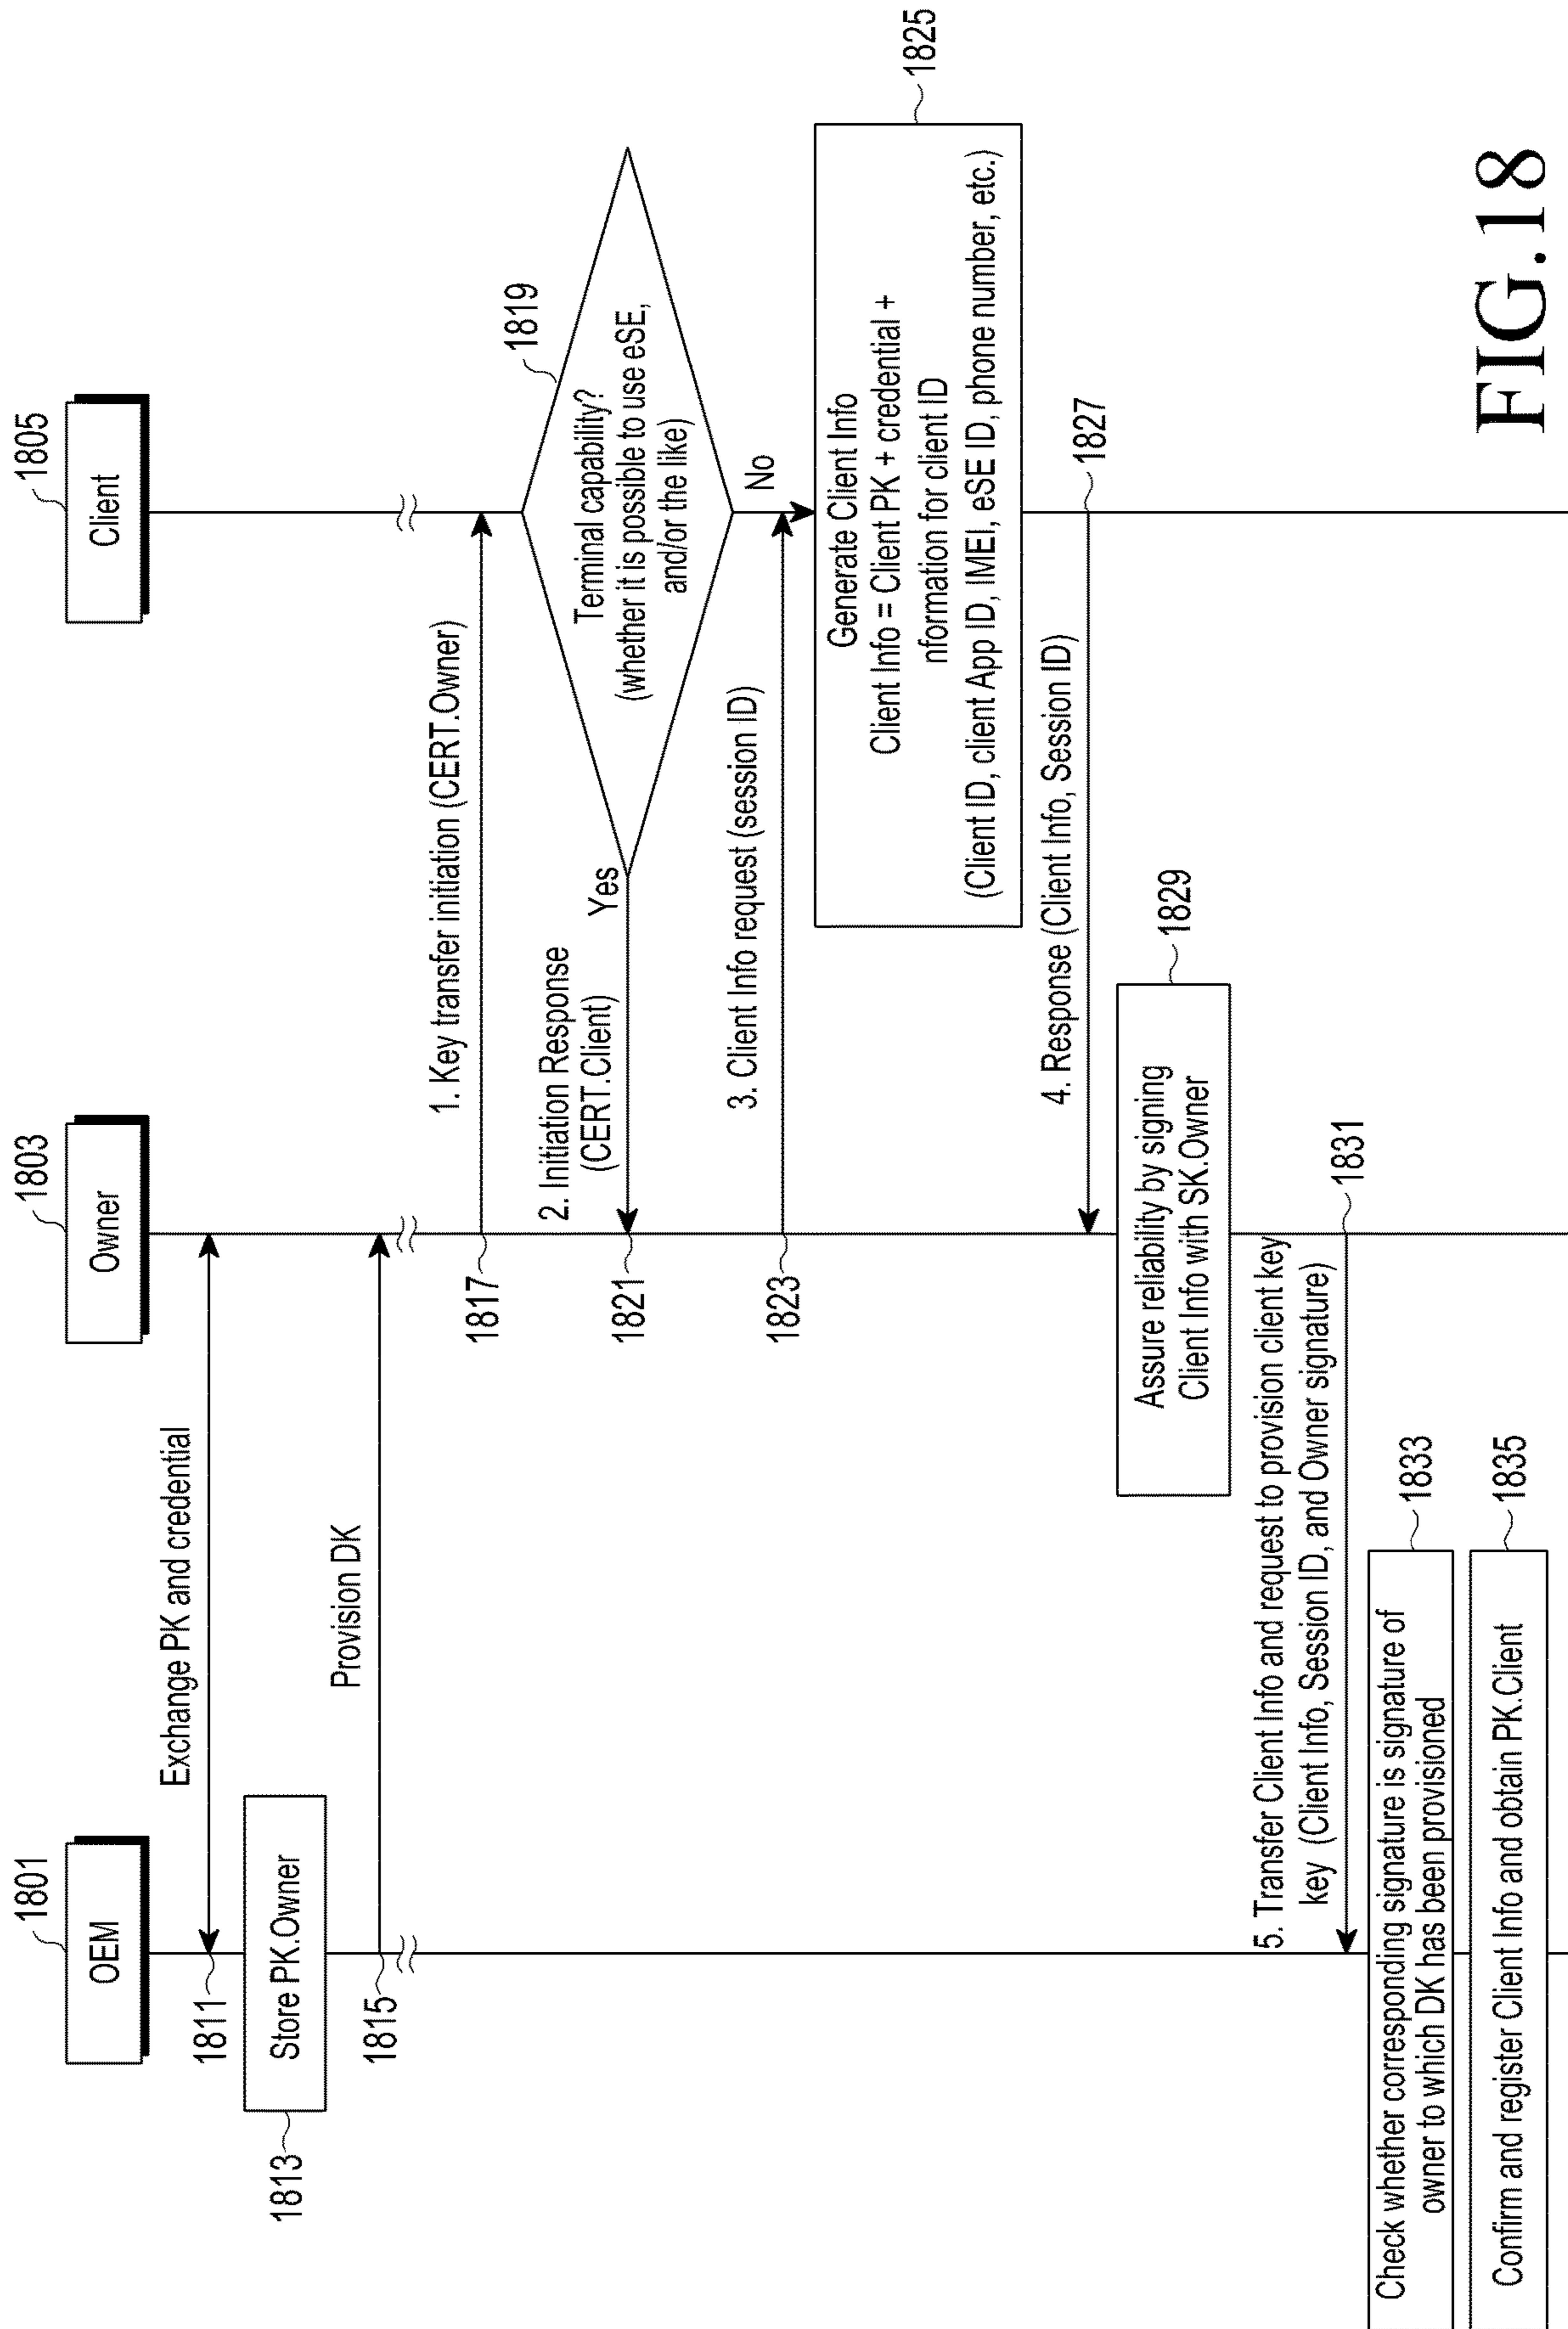 1801
OEM
1803
Owner
1805
Client
Exchange PK and credential
1811
Store PK.Owner
1813
Provision DK
1815
1. Key transfer initiation (CERT.Owner)
1817
1819
Terminal capability?
(whether it is possible to use eSE,
and/or the like)
Yes
No
2. Initiation Response
(CERT.Client)
1821
3. Client Info request (session ID)
1823
Generate Client Info
Client Info = Client PK + credential +
nformation for client ID
(Client ID, client App ID, IMEI, eSE ID, phone number, etc.)
1825
4. Response (Client Info, Session ID)
1827
Assure reliability by signing
Client Info with SK.Owner
1829
5. Transfer Client Info and request to provision client key
key (Client Info, Session ID, and Owner signature)
1831
Check whether corresponding signature is signature of
owner to which DK has been provisioned
1833
Confirm and register Client Info and obtain PK.Client
1835
FIG.18